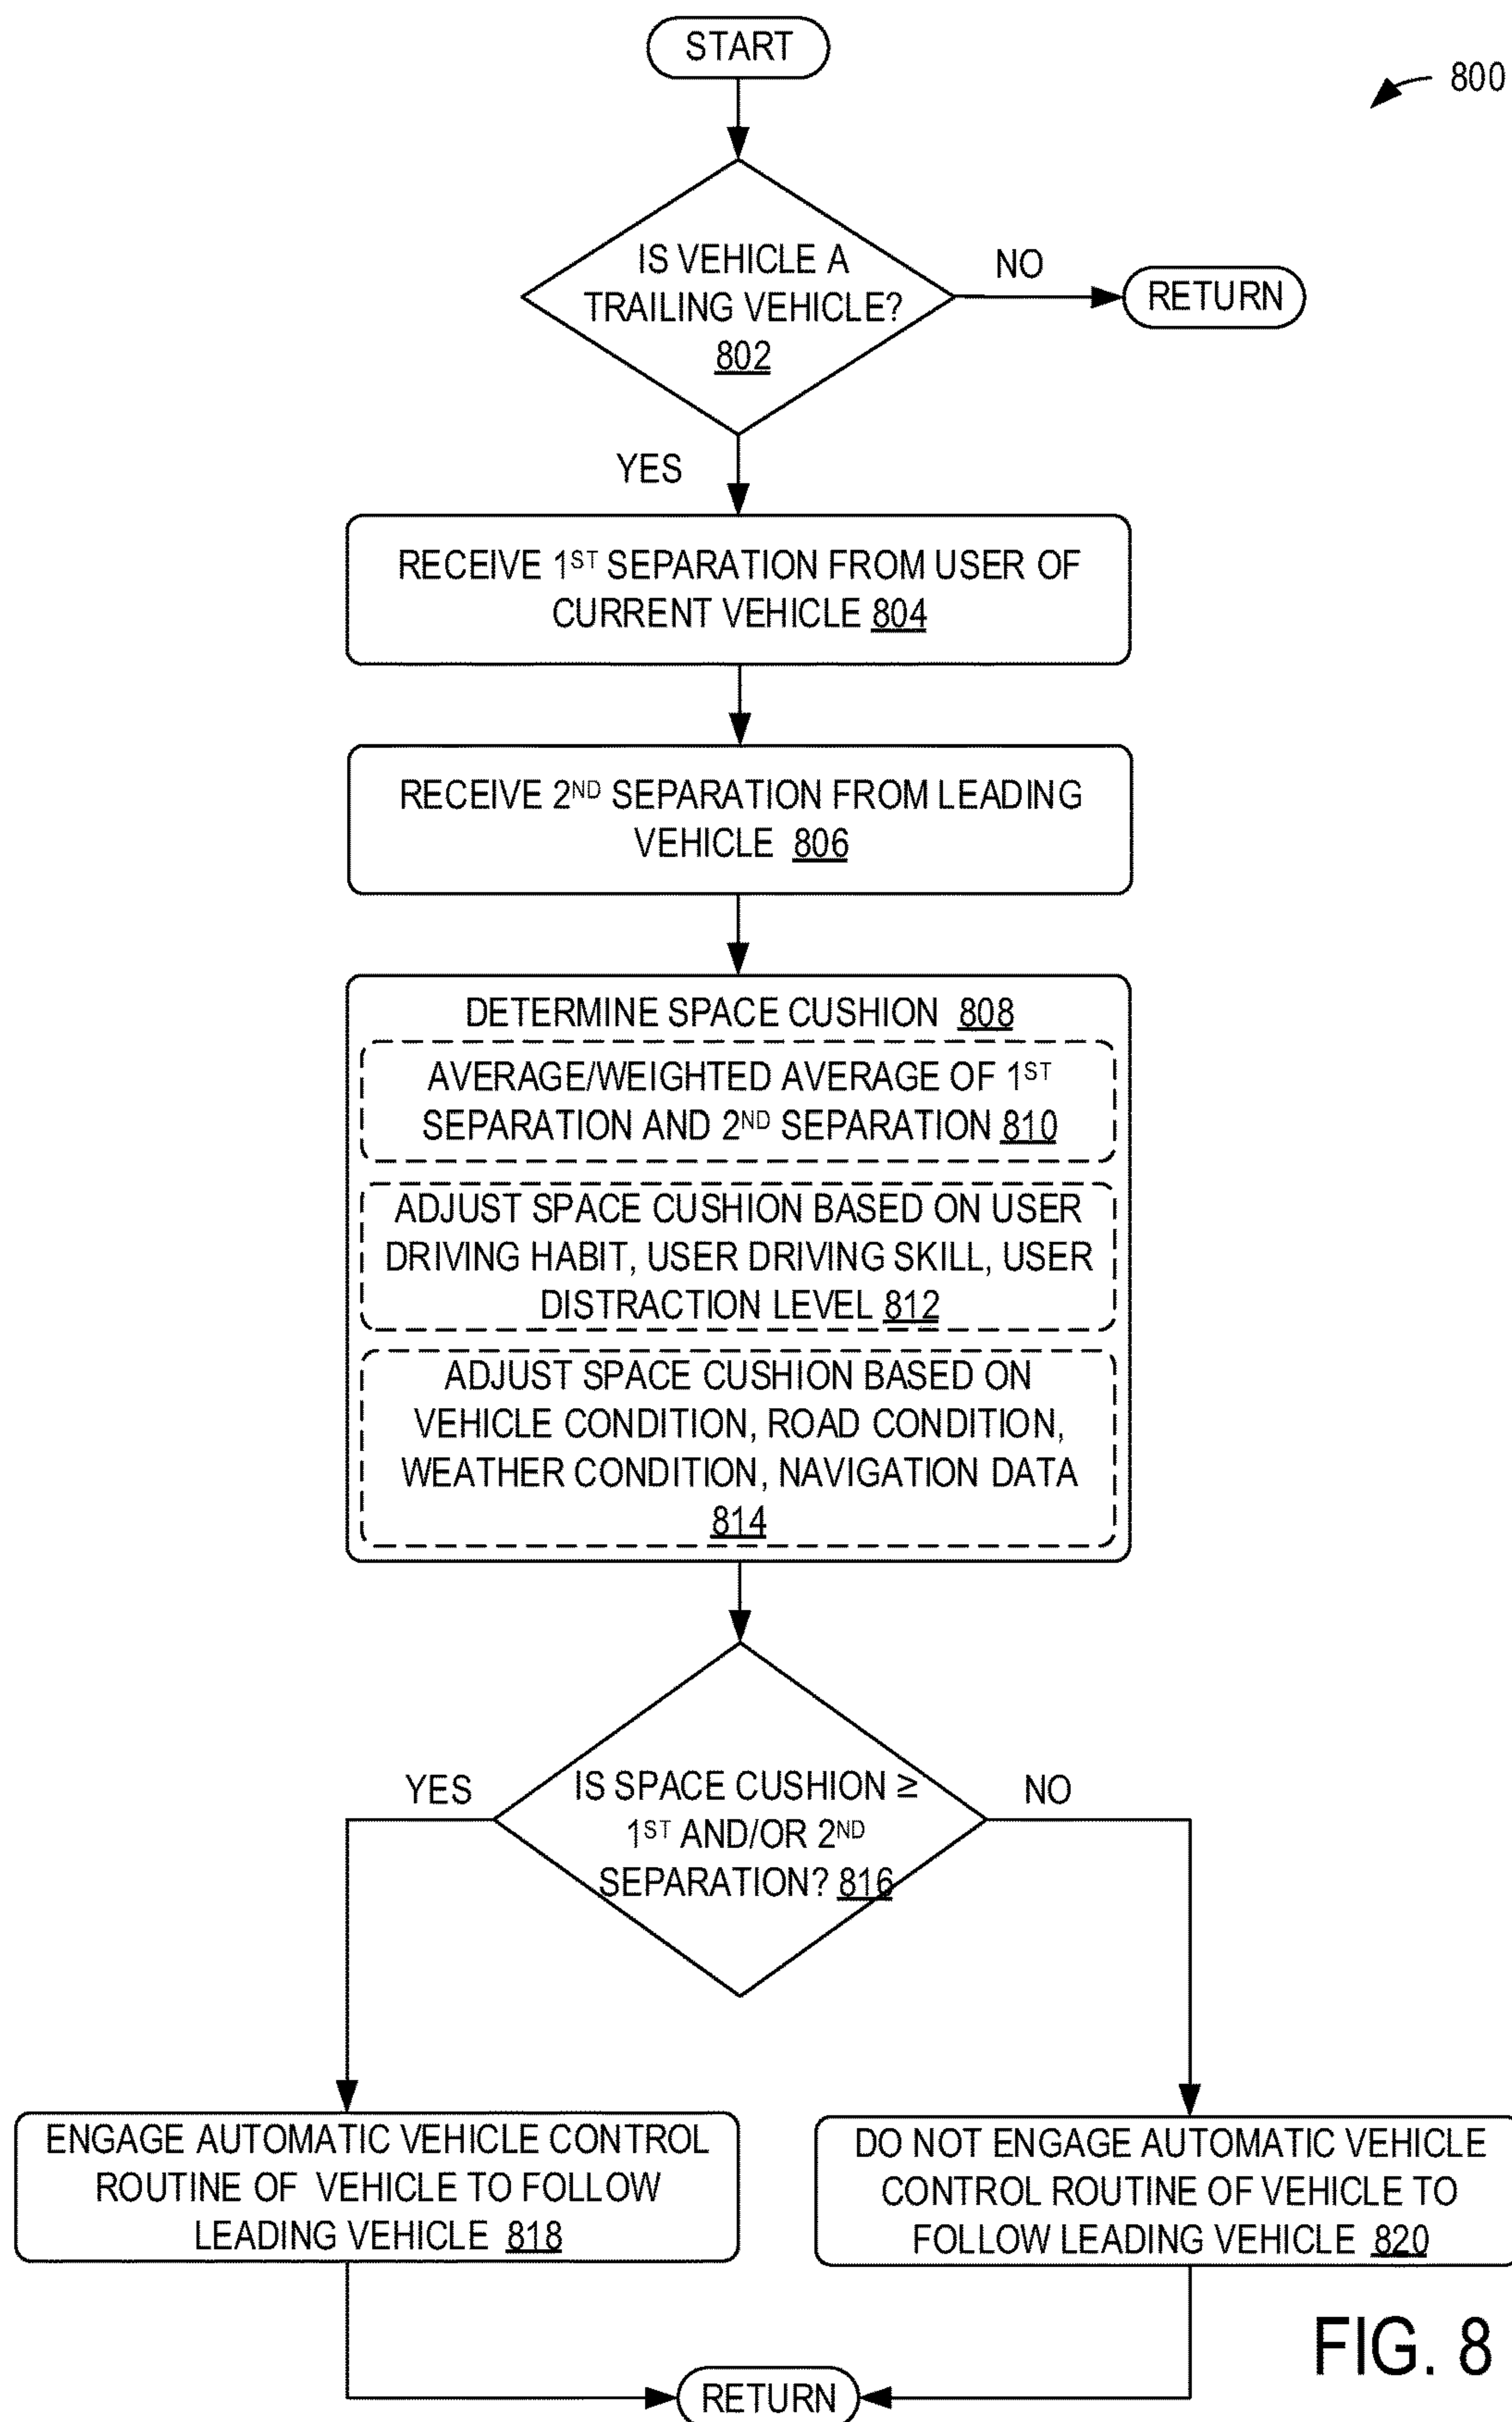 START
800
IS VEHICLE A
TRAILING VEHICLE?
802
NO
RETURN
YES
RECEIVE 1ST SEPARATION FROM USER OF
CURRENT VEHICLE 804
RECEIVE 2ND SEPARATION FROM LEADING
VEHICLE 806
DETERMINE SPACE CUSHION 808
AVERAGE/WEIGHTED AVERAGE OF 1ST
SEPARATION AND 2ND SEPARATION 810
ADJUST SPACE CUSHION BASED ON USER
DRIVING HABIT, USER DRIVING SKILL, USER
DISTRACTION LEVEL 812
ADJUST SPACE CUSHION BASED ON
VEHICLE CONDITION, ROAD CONDITION,
WEATHER CONDITION, NAVIGATION DATA
814
YES
IS SPACE CUSHION ≥
1ST AND/OR 2ND
SEPARATION? 816
NO
ENGAGE AUTOMATIC VEHICLE CONTROL
ROUTINE OF VEHICLE TO FOLLOW
LEADING VEHICLE 818
DO NOT ENGAGE AUTOMATIC VEHICLE
CONTROL ROUTINE OF VEHICLE TO
FOLLOW LEADING VEHICLE 820
FIG. 8
RETURN